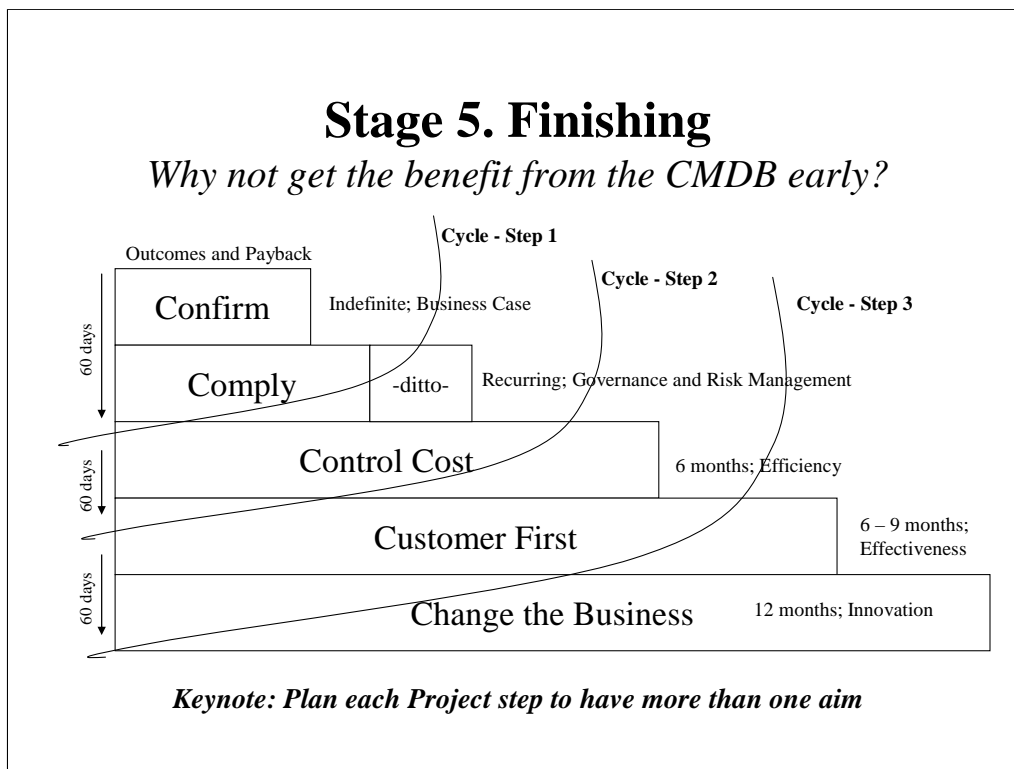 Stage 5. Finishing
Why not get the benefit from the CMDB early?
Cycle - Step 1
Outcomes and Payback
Cycle - Step 2
Cycle - Step 3
Confirm
Indefinite; Business Case
60 days
Comply
-ditto-
Recurring; Governance and Risk Management
Control Cost
6 months; Efficiency
60 days
Customer First
6 – 9 months;
Effectiveness
60 days
Change the Business
12 months; Innovation
Keynote: Plan each Project step to have more than one aim